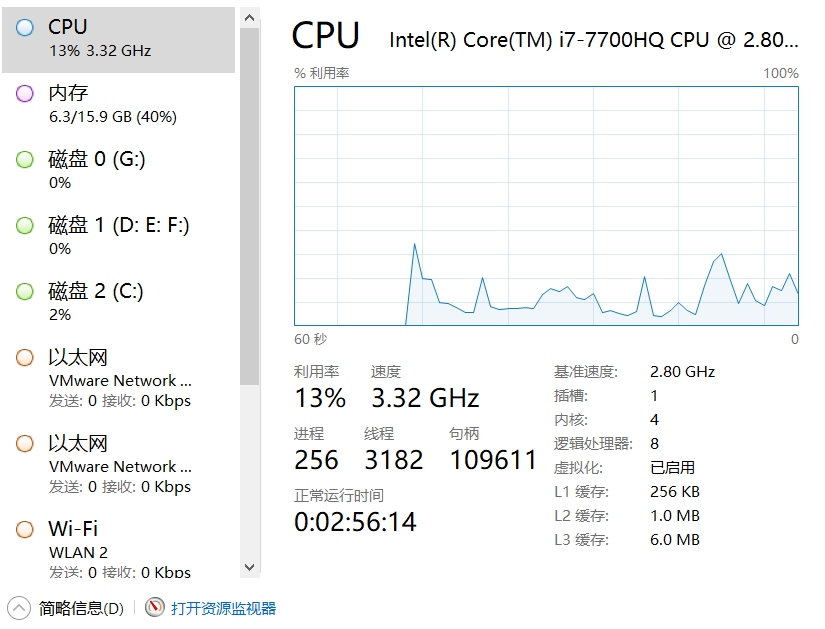 CPU
13% 3.32 GHz
内存
6.3/15.9 GB (40%)
磁盘 0 (G:)
0%
磁盘 1 (D: E: F:)
0%
磁盘 2 (C:)
2%
以太网
VMware Network ...
发送: 0 接收: 0 Kbps
以太网
VMware Network ...
发送: 0 接收: 0 Kbps
Wi-Fi
WLAN 2
发送: 0 接收: 0 Kbps
CPU Intel(R) Core(TM) i7-7700HQ CPU @ 2.80...
% 利用率 100%
60 秒 0
利用率 速度
13% 3.32 GHz
进程 线程 句柄
256 3182 109611
正常运行时间
0:02:56:14
基准速度: 2.80 GHz
插槽: 1
内核: 4
逻辑处理器: 8
虚拟化: 已启用
L1 缓存: 256 KB
L2 缓存: 1.0 MB
L3 缓存: 6.0 MB
简略信息(D) 打开资源监视器